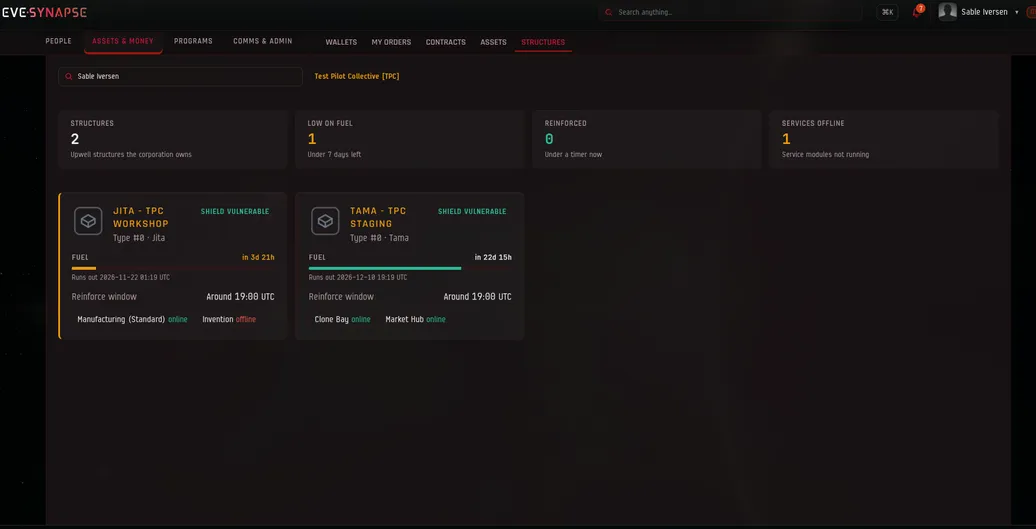 EVE·SYNAPSE
Search anything...
⌘K
7
Sable Iversen
PEOPLE
ASSETS & MONEY
PROGRAMS
COMMS & ADMIN
WALLETS
MY ORDERS
CONTRACTS
ASSETS
STRUCTURES
Sable Iversen
Test Pilot Collective [TPC]
STRUCTURES
2
Upwell structures the corporation owns
LOW ON FUEL
1
Under 7 days left
REINFORCED
0
Under a timer now
SERVICES OFFLINE
1
Service modules not running
JITA - TPC
WORKSHOP
SHIELD VULNERABLE
Type #0 · Jita
FUEL
in 3d 21h
Runs out 2026-11-22 01:19 UTC
Reinforce window
Around 19:00 UTC
Manufacturing (Standard) online
Invention offline
TAMA - TPC
STAGING
SHIELD VULNERABLE
Type #0 · Tama
FUEL
in 22d 15h
Runs out 2026-12-10 19:19 UTC
Reinforce window
Around 19:00 UTC
Clone Bay online
Market Hub online